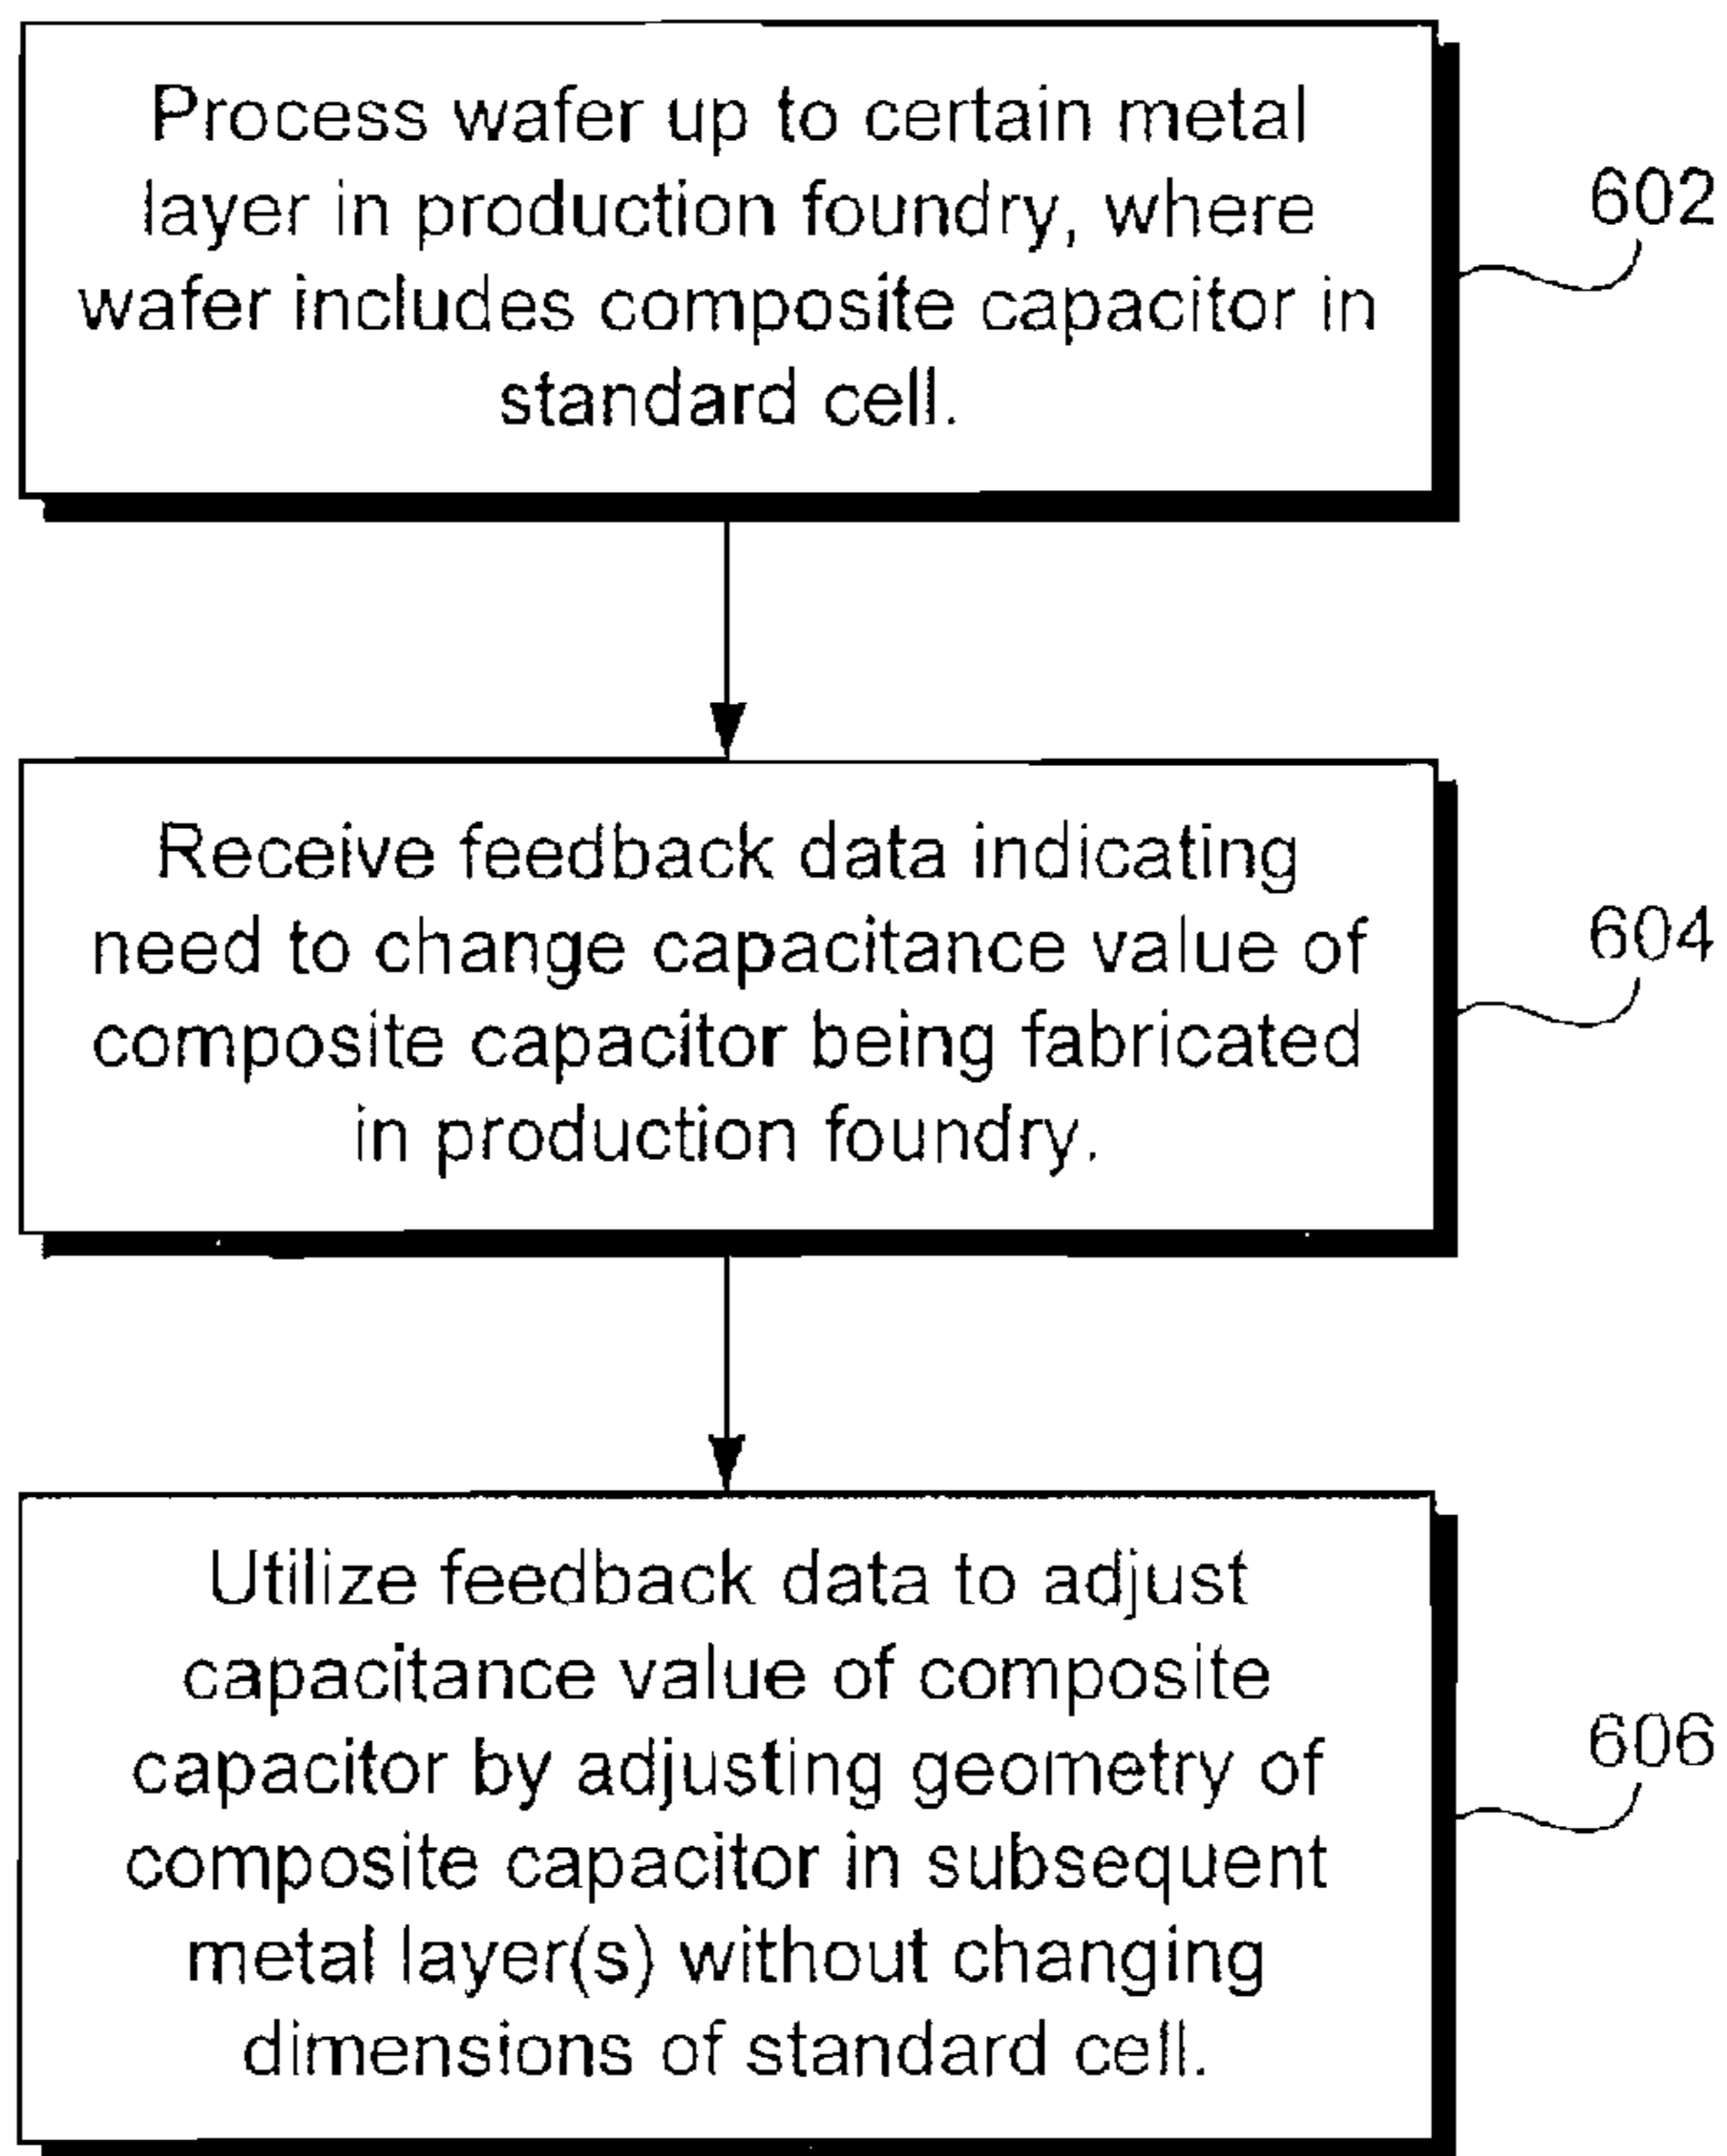 Process wafer up to certain metal
layer in production foundry, where
wafer includes composite capacitor in
standard cell.
602
Receive feedback data indicating
need to change capacitance value of
composite capacitor being fabricated
in production foundry.
604
Utilize feedback data to adjust
capacitance value of composite
capacitor by adjusting geometry of
composite capacitor in subsequent
metal layer(s) without changing
dimensions of standard cell.
606